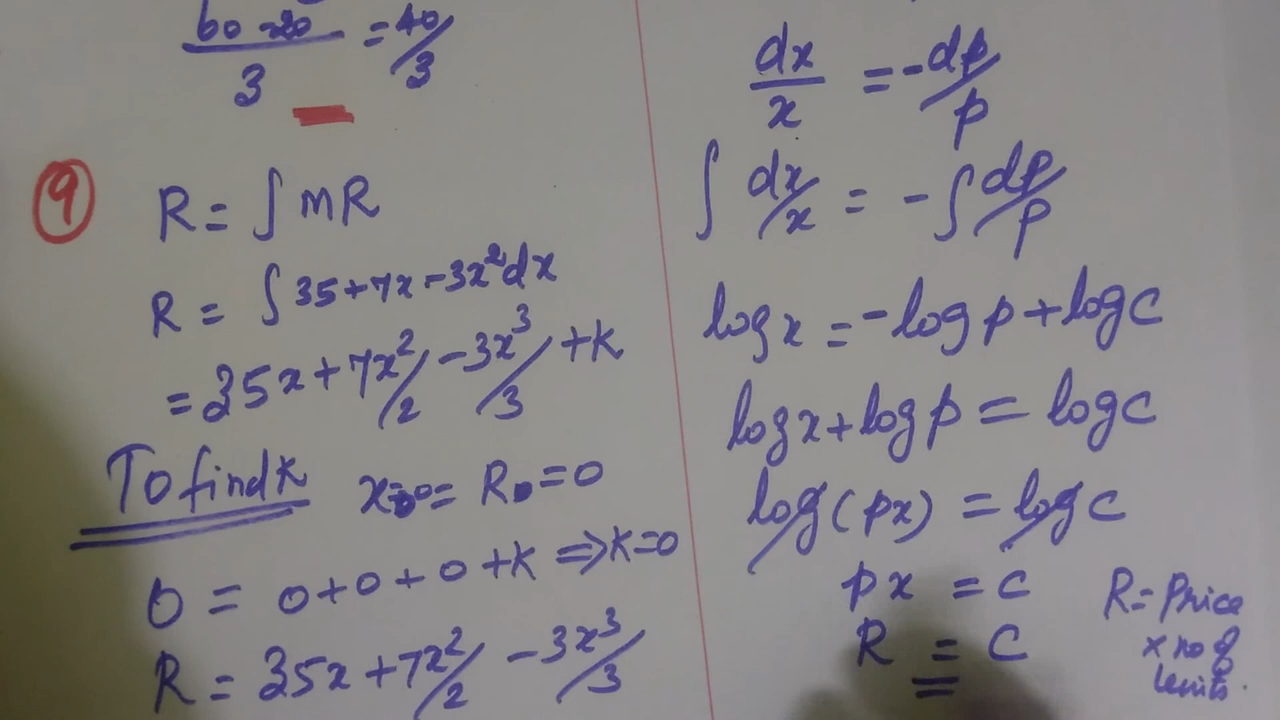 60-20/3 = 40/3
9
R = ∫ MR
R = ∫ 35+7x-3x²dx
= 35x+7x²/2 -3x³/3 +k
To find k x=0= R=0
0 = 0+0+0+k ⇒k=0
R = 35x+7x²/2 -3x³/3
dx/x = -dp/p
∫ dx/x = -∫ dp/p
log x = -log p + log c
log x + log p = log c
log (px) = log c
px = c
R = c
R = Price
x no of
units.